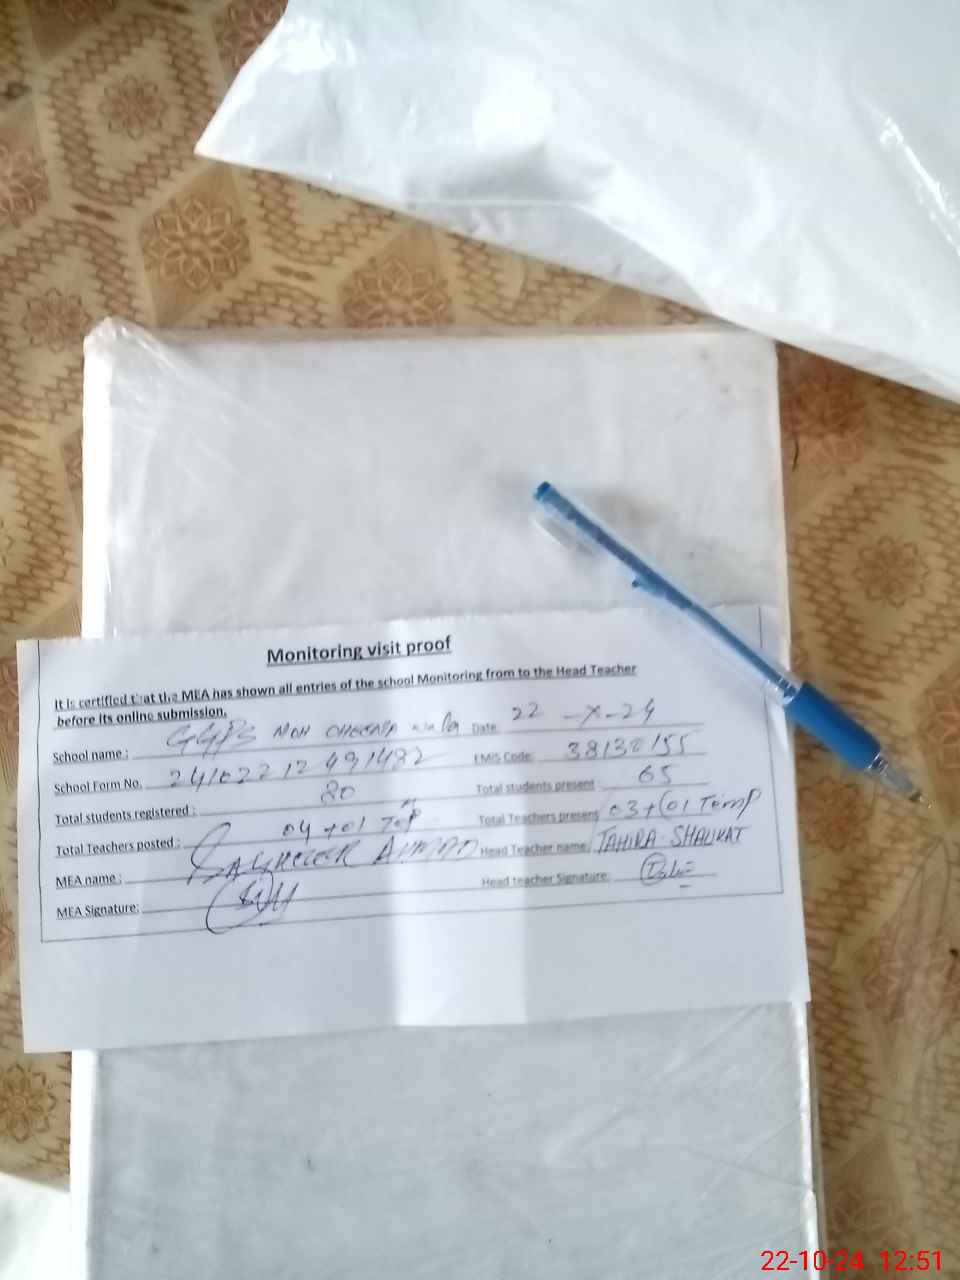 Monitoring visit proof
It is certified that the MEA has shown all entries of the school Monitoring from to the Head Teacher
before its online submission.
School name : GGPS MOH Date: 22 - X - 24
School Form No. 24102212491482 EMIS Code: 38130155
Total students registered : 80 Total students present 65
Total Teachers posted : 04 + 01 Total Teachers present 03 + (01 Temp
MEA name : AHMAD Head Teacher name: TAHIRA SHAUKAT
MEA Signature: Head teacher Signature:
22-10-24 12:51